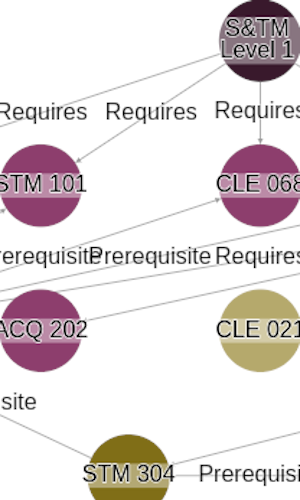 S&TM
Level 1
Requires
Requires
Requires
STM 101
CLE 068
rerequisite
Prerequisite
Requires
ACQ 202
CLE 021
site
STM 304
Prerequisi